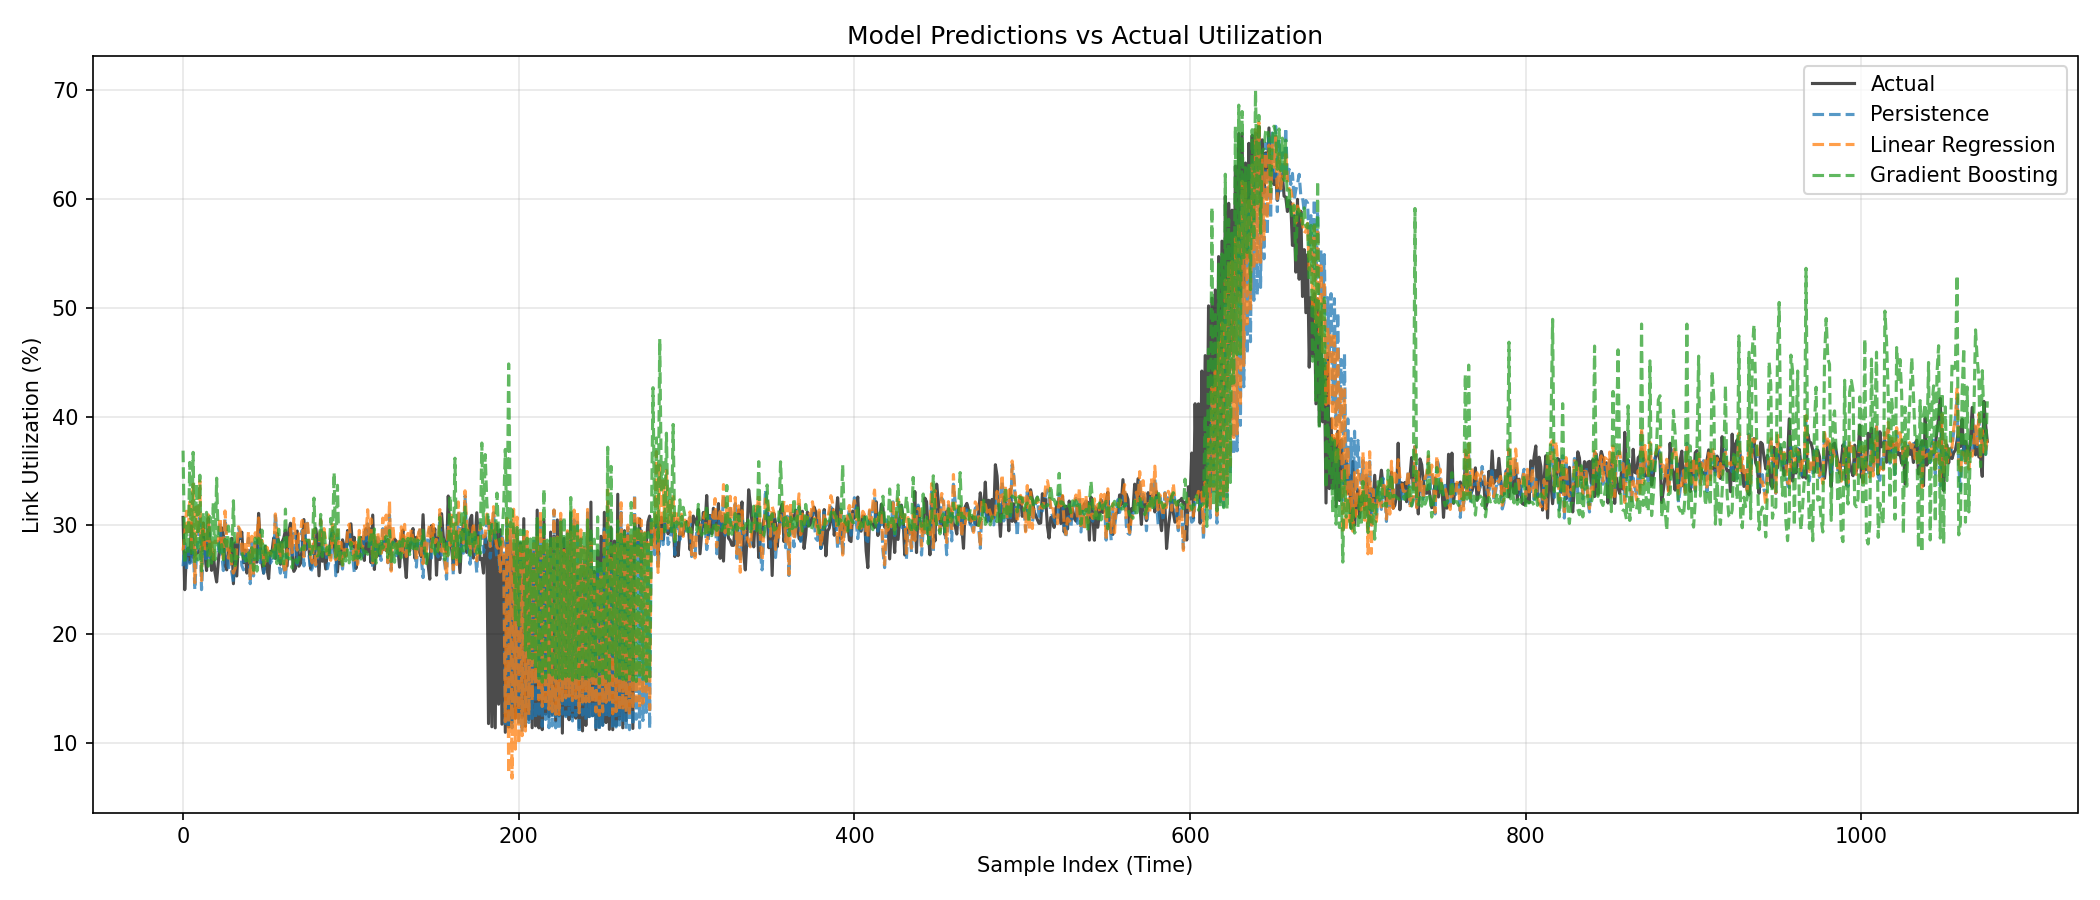 Model Predictions vs Actual Utilization
Actual
Persistence
Linear Regression
Gradient Boosting
Link Utilization (%)
70
60
50
40
30
20
10
0
200
400
600
800
1000
Sample Index (Time)